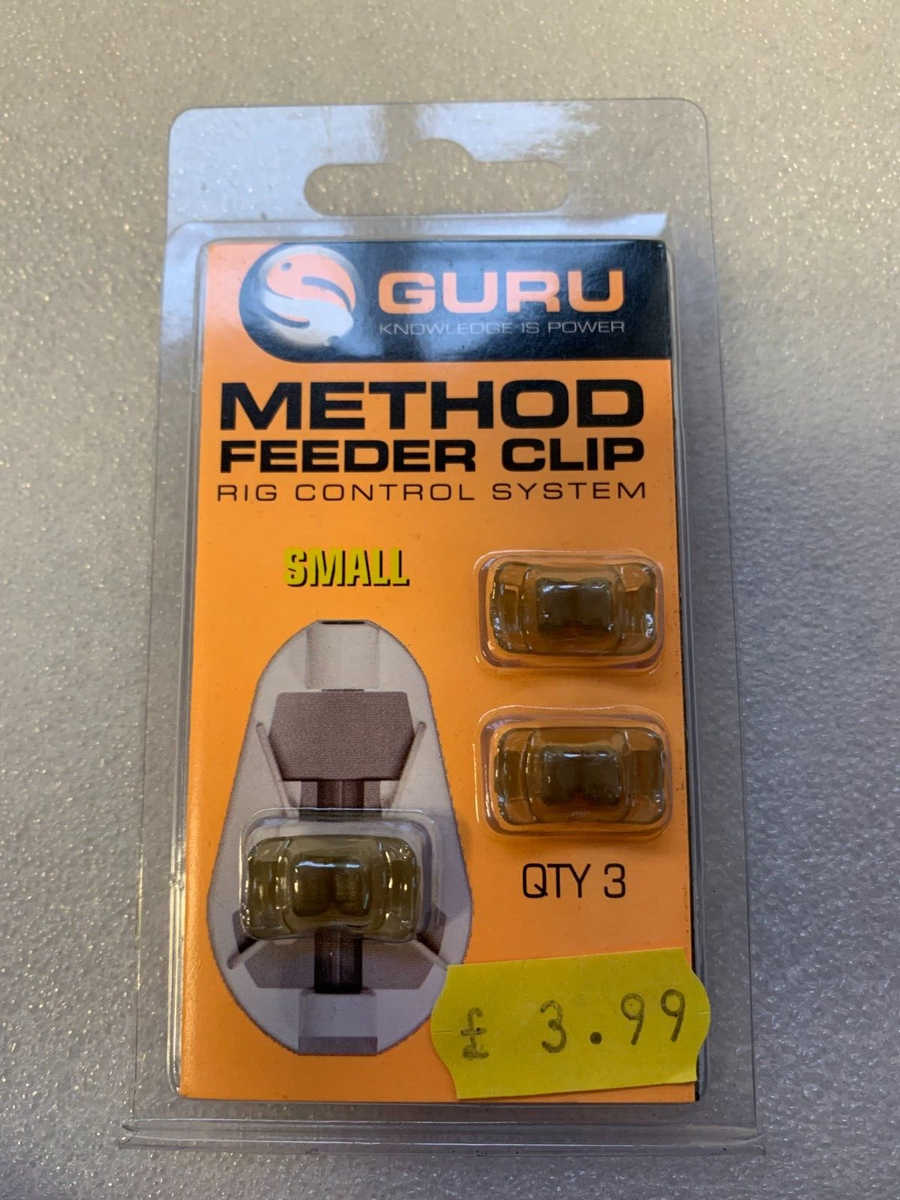 GURU
KNOWLEDGE IS POWER
METHOD
FEEDER CLIP
RIG CONTROL SYSTEM
SMALL
QTY 3
£ 3.99